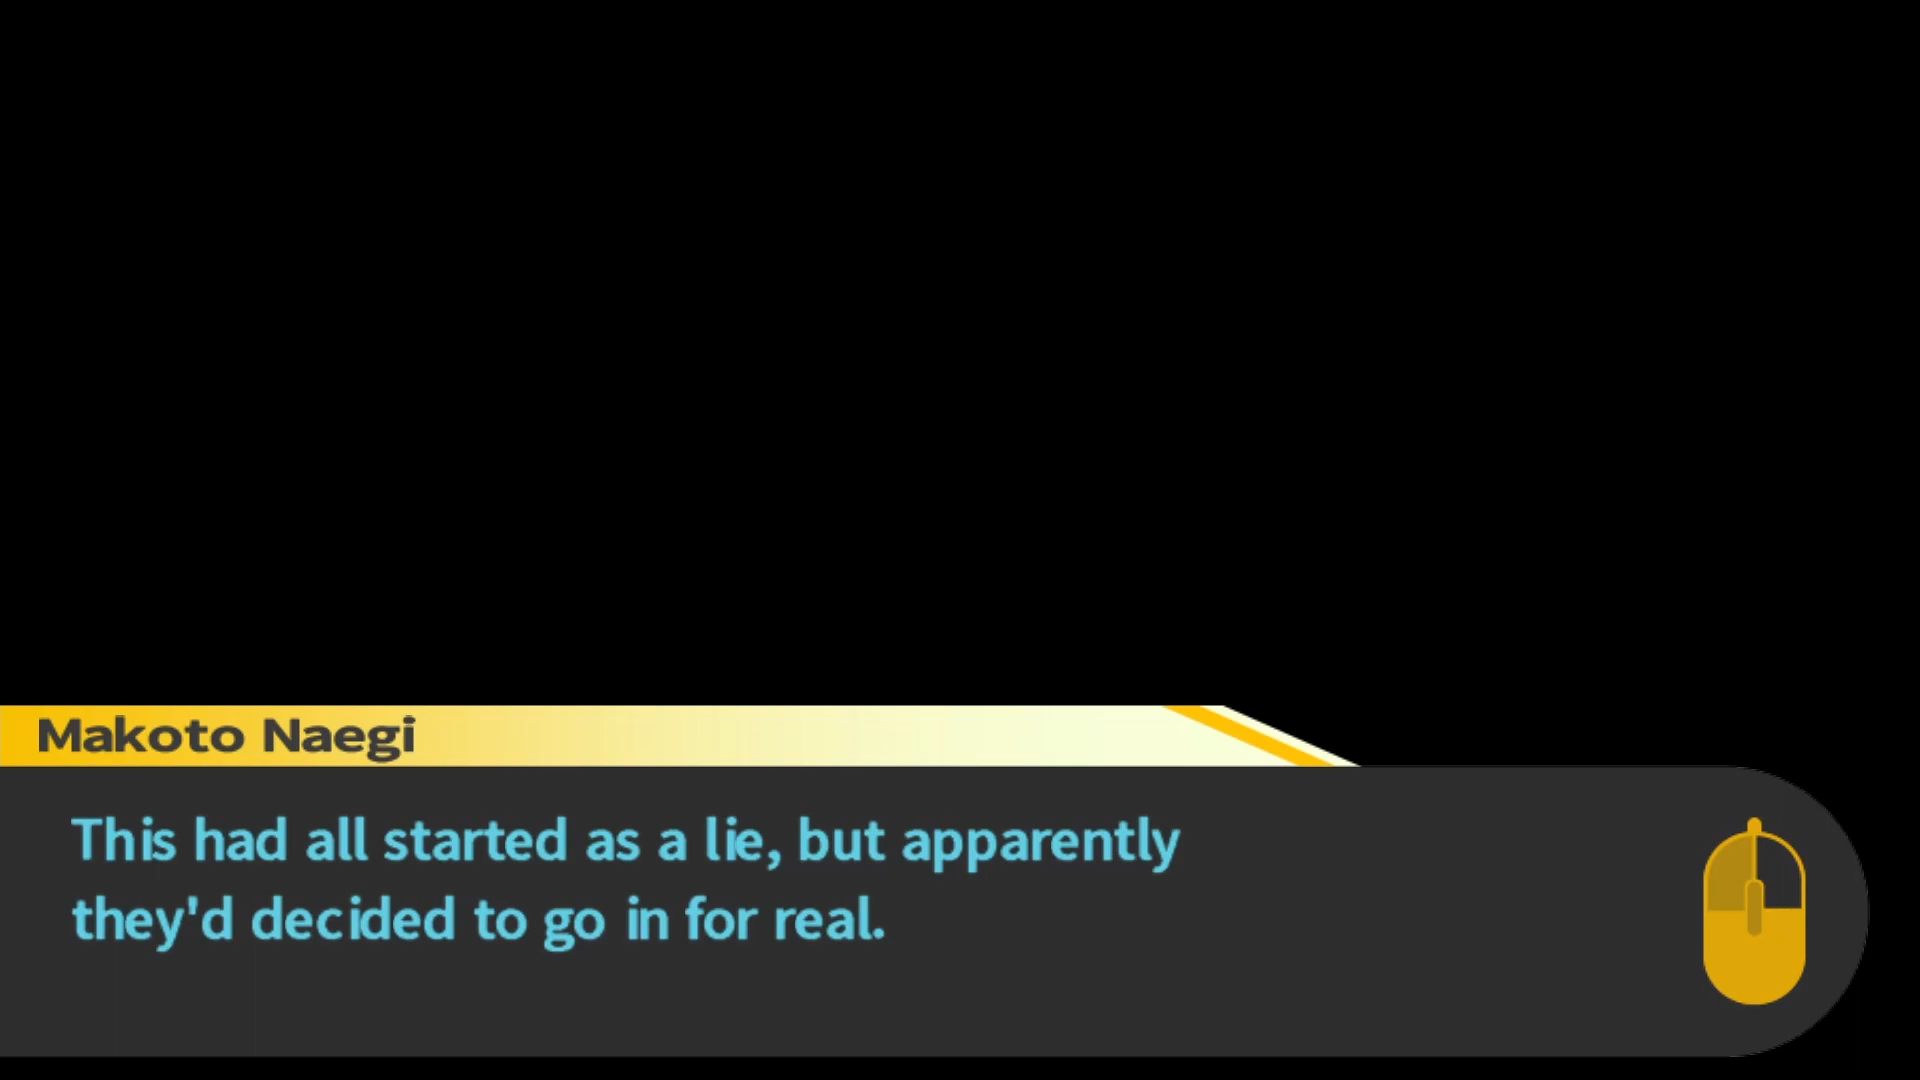 Makoto Naegi
This had all started as a lie, but apparently
they'd decided to go in for real.